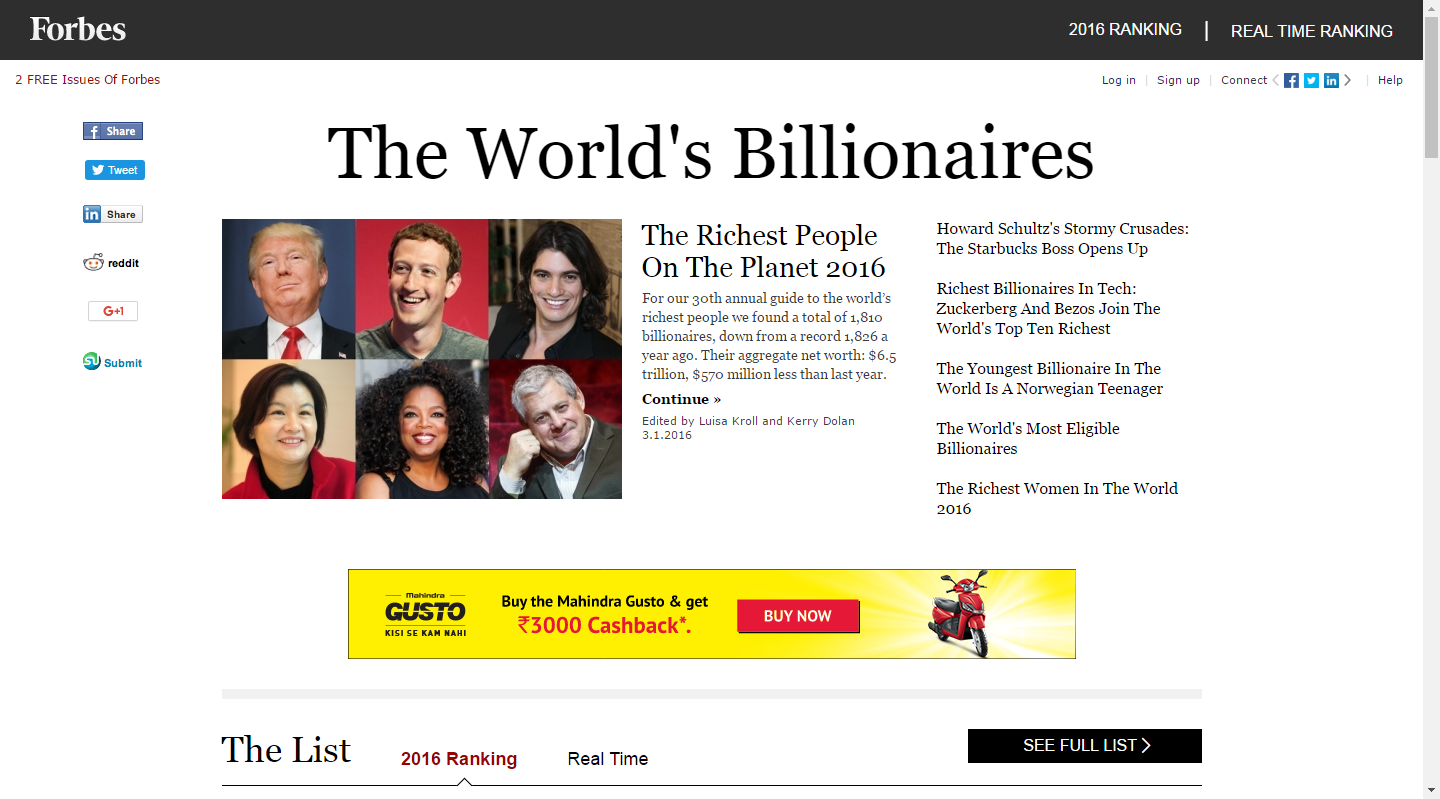 Forbes
2016 RANKING
REAL TIME RANKING
2 FREE Issues Of Forbes
Log in
Sign up
Connect
Help
Share
Tweet
Share
reddit
G+1
Submit
The World's Billionaires
The Richest People
On The Planet 2016
For our 30th annual guide to the world’s
richest people we found a total of 1,810
billionaires, down from a record 1,826 a
year ago. Their aggregate net worth: $6.5
trillion, $570 million less than last year.
Continue »
Edited by Luisa Kroll and Kerry Dolan
3.1.2016
Howard Schultz's Stormy Crusades:
The Starbucks Boss Opens Up
Richest Billionaires In Tech:
Zuckerberg And Bezos Join The
World's Top Ten Richest
The Youngest Billionaire In The
World Is A Norwegian Teenager
The World's Most Eligible
Billionaires
The Richest Women In The World
2016
Mahindra
GUSTO
KISI SE KAM NAHI
Buy the Mahindra Gusto & get
₹3000 Cashback*.
BUY NOW
The List
2016 Ranking
Real Time
SEE FULL LIST